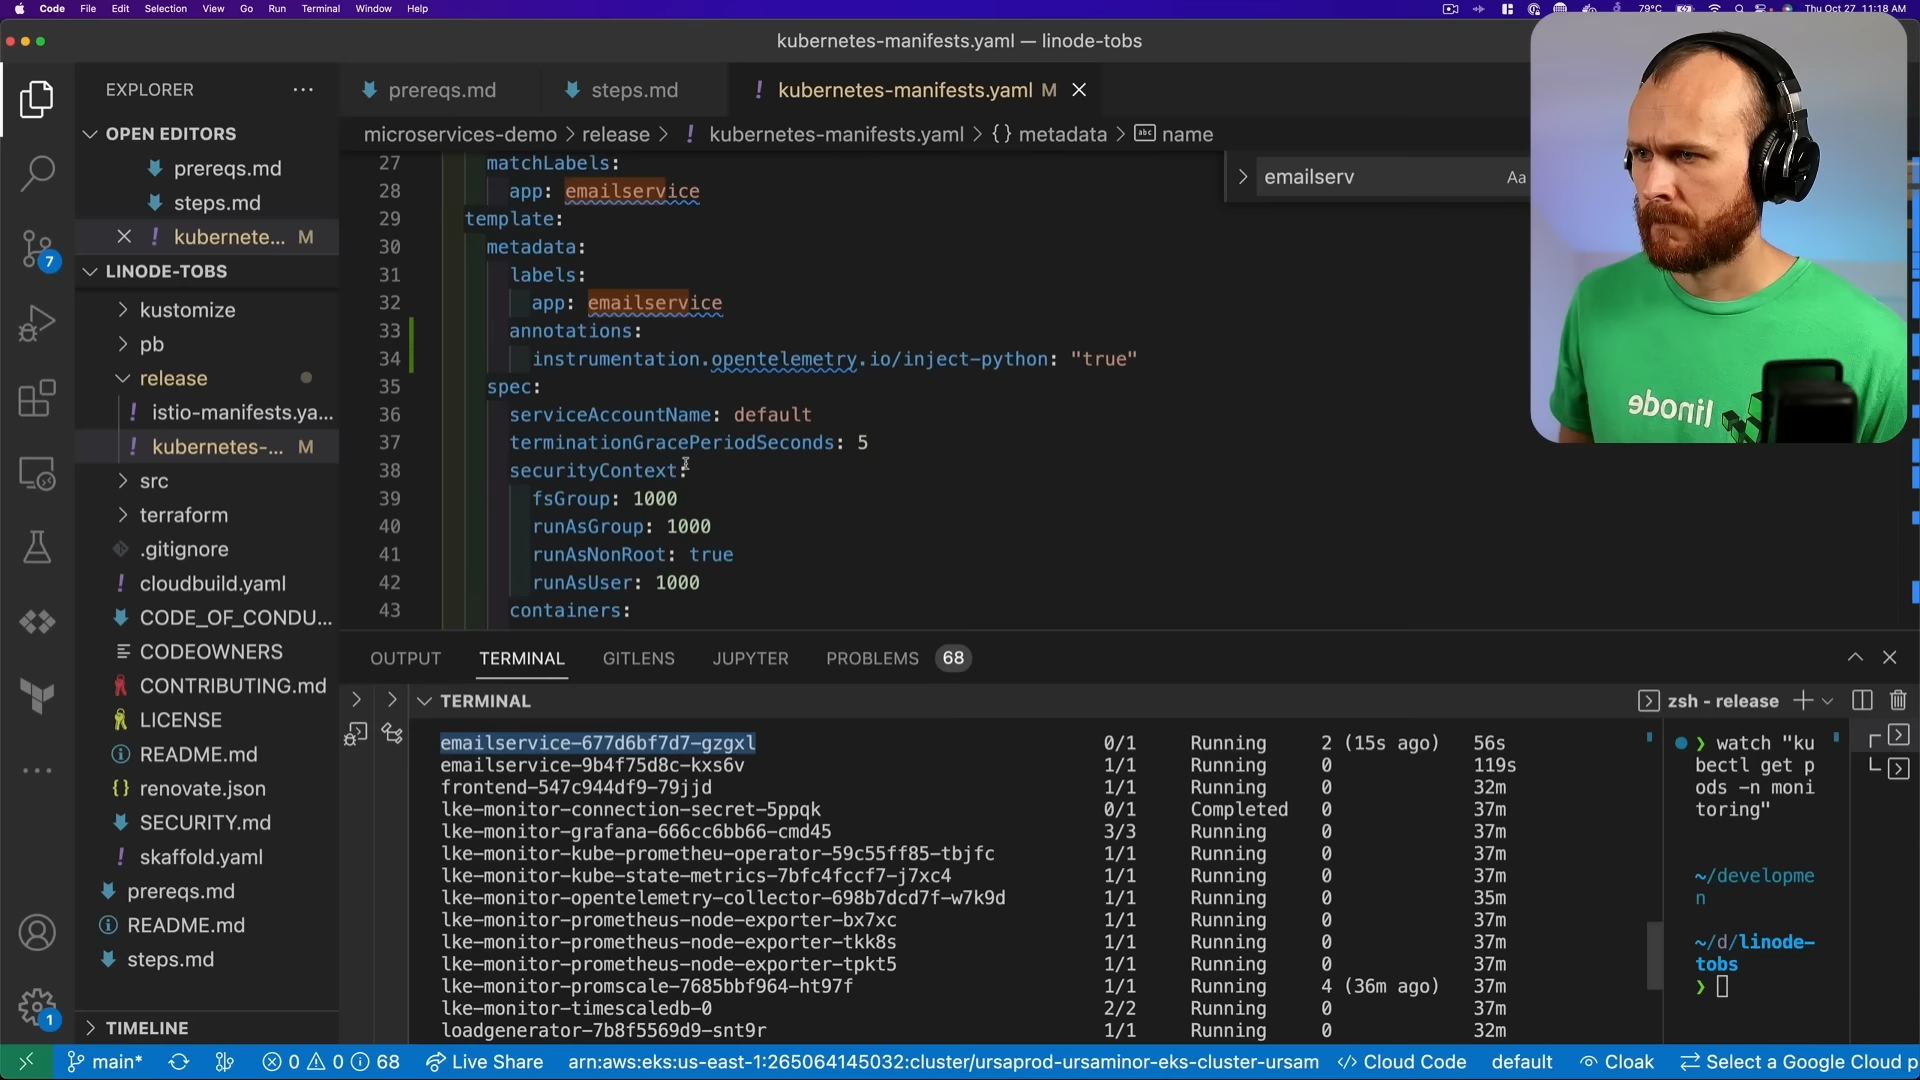 Code File Edit Selection View Go Run Terminal Window Help
79°C Thu Oct 27 11:18 AM
kubernetes-manifests.yaml — linode-tobs
EXPLORER
OPEN EDITORS
prereqs.md
steps.md
kubernete... M
LINODE-TOBS
kustomize
pb
release
istio-manifests.ya...
kubernetes-... M
src
terraform
.gitignore
cloudbuild.yaml
CODE_OF_CONDU...
CODEOWNERS
CONTRIBUTING.md
LICENSE
README.md
renovate.json
SECURITY.md
skaffold.yaml
prereqs.md
README.md
steps.md
TIMELINE
7
1
prereqs.md steps.md kubernetes-manifests.yaml M
microservices-demo > release > kubernetes-manifests.yaml > {} metadata > abc name
emailserv Aa
27 matchLabels:
28 app: emailservice
29 template:
30 metadata:
31 labels:
32 app: emailservice
33 annotations:
34 instrumentation.opentelemetry.io/inject-python: "true"
35 spec:
36 serviceAccountName: default
37 terminationGracePeriodSeconds: 5
38 securityContext:
39 fsGroup: 1000
40 runAsGroup: 1000
41 runAsNonRoot: true
42 runAsUser: 1000
43 containers:
linode
OUTPUT TERMINAL GITLENS JUPYTER PROBLEMS 68
TERMINAL
zsh - release
emailservice-677d6bf7d7-gzgxl 0/1 Running 2 (15s ago) 56s
emailservice-9b4f75d8c-kxs6v 1/1 Running 0 119s
frontend-547c944df9-79jjd 1/1 Running 0 32m
lke-monitor-connection-secret-5ppqk 0/1 Completed 0 37m
lke-monitor-grafana-666cc6bb66-cmd45 3/3 Running 0 37m
lke-monitor-kube-prometheu-operator-59c55ff85-tbjfc 1/1 Running 0 37m
lke-monitor-kube-state-metrics-7bfc4fccf7-j7xc4 1/1 Running 0 37m
lke-monitor-opentelemetry-collector-698b7dcd7f-w7k9d 1/1 Running 0 35m
lke-monitor-prometheus-node-exporter-bx7xc 1/1 Running 0 37m
lke-monitor-prometheus-node-exporter-tkk8s 1/1 Running 0 37m
lke-monitor-prometheus-node-exporter-tpkt5 1/1 Running 0 37m
lke-monitor-promscale-7685bbf964-ht97f 1/1 Running 4 (36m ago) 37m
lke-monitor-timescaledb-0 2/2 Running 0 37m
loadgenerator-7b8f5569d9-snt9r 1/1 Running 0 32m
❯ watch "ku
bectl get p
ods -n moni
toring"
~/developme
n
~/d/linode-
tobs
❯
main* 0 0 68 Live Share arn:aws:eks:us-east-1:265064145032:cluster/ursaprod-ursaminor-eks-cluster-ursam </> Cloud Code default Cloak Select a Google Cloud p